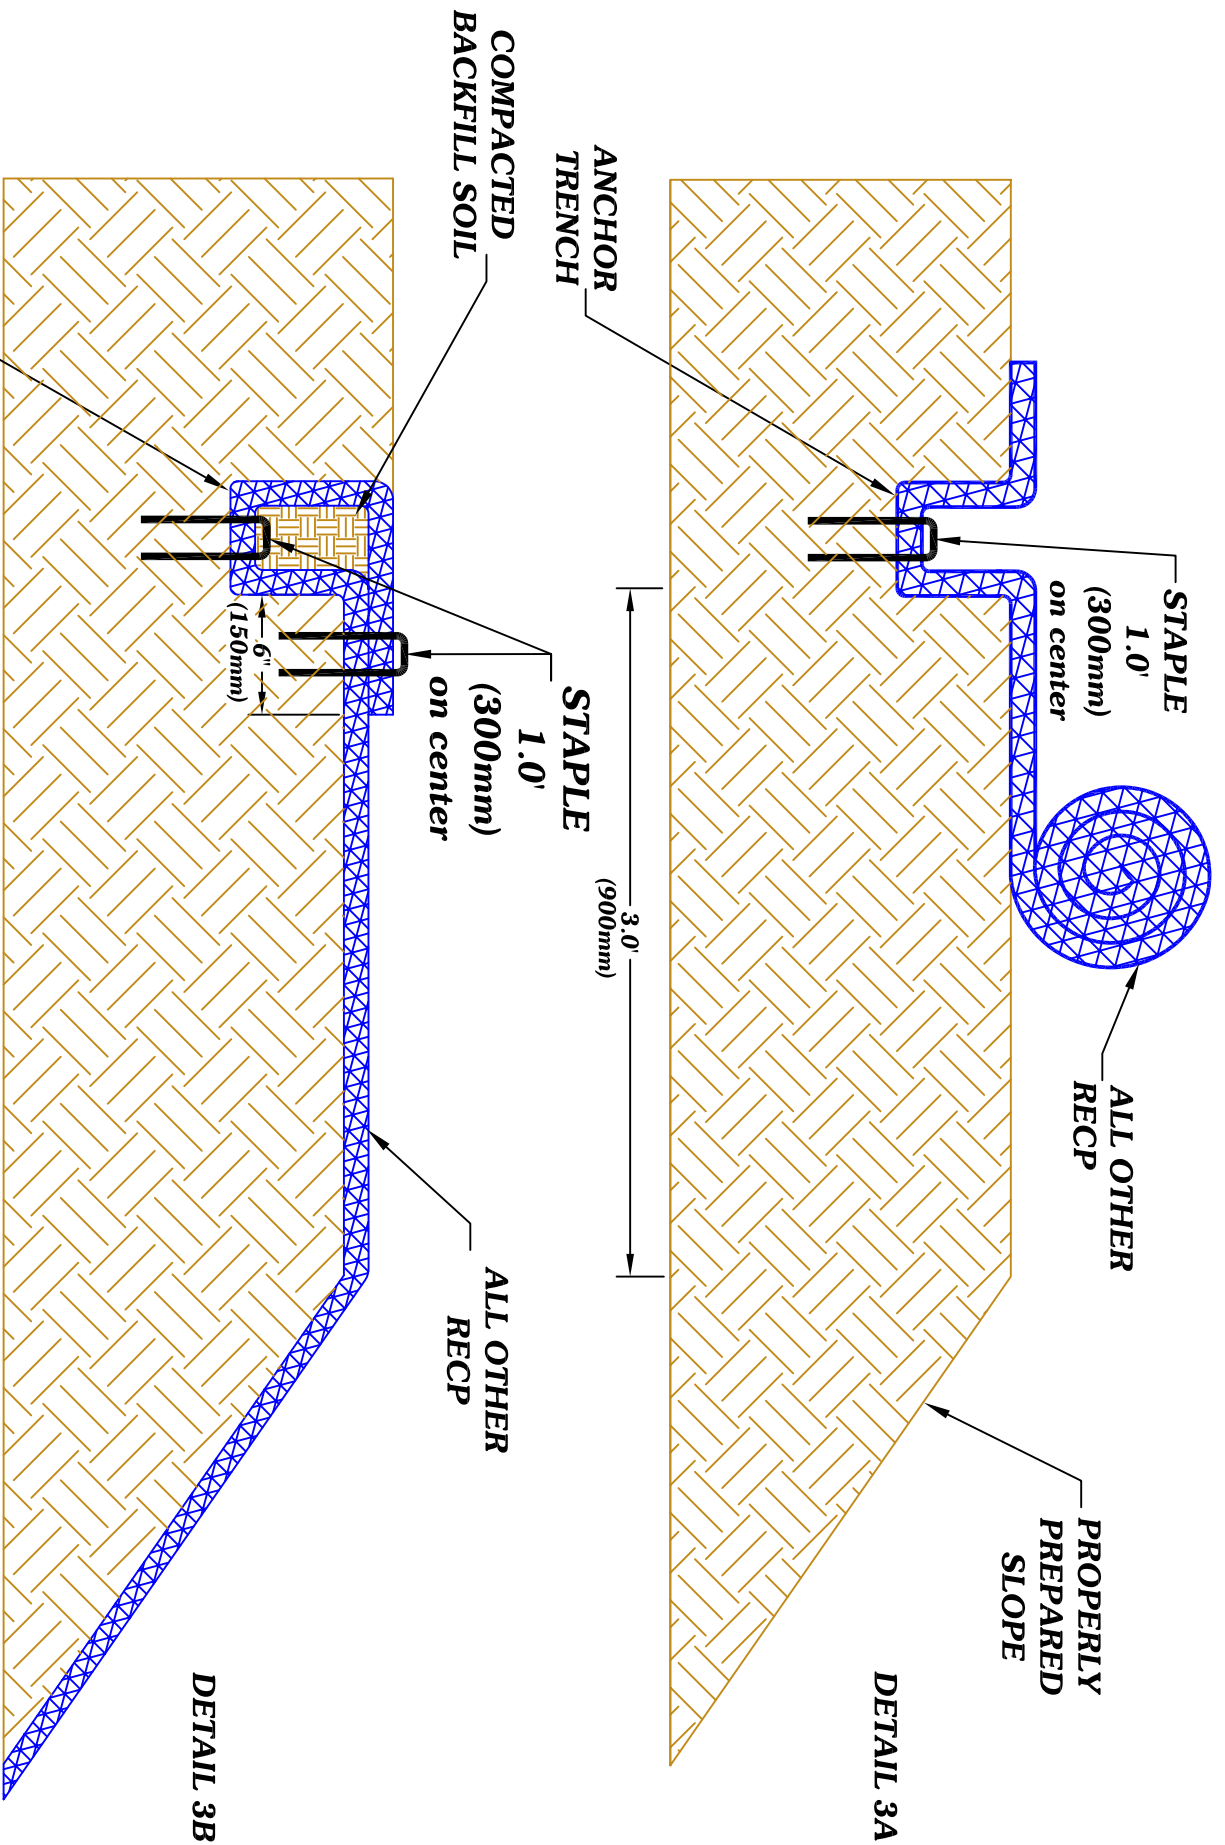 STAPLE
1.0'
(300mm)
on center
ANCHOR
TRENCH
ALL OTHER
RECP
PROPERLY
PREPARED
SLOPE
DETAIL 3A
3.0'
(900mm)
COMPACTED
BACKFILL SOIL
STAPLE
1.0'
(300mm)
on center
6"
(150mm)
ALL OTHER
RECP
DETAIL 3B